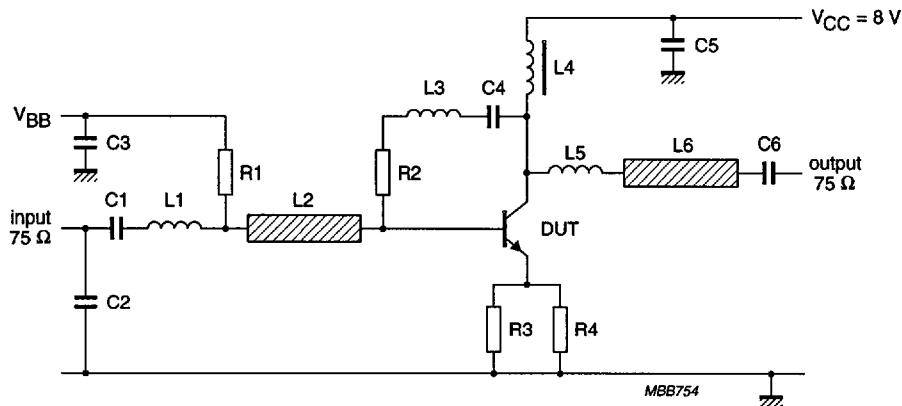 V_CC = 8 V
C5
L4
L3
C4
V_BB
C3
R1
R2
L5
L6
C6
output
75 Ω
C1
L1
L2
input
75 Ω
DUT
C2
R3
R4
MBB754